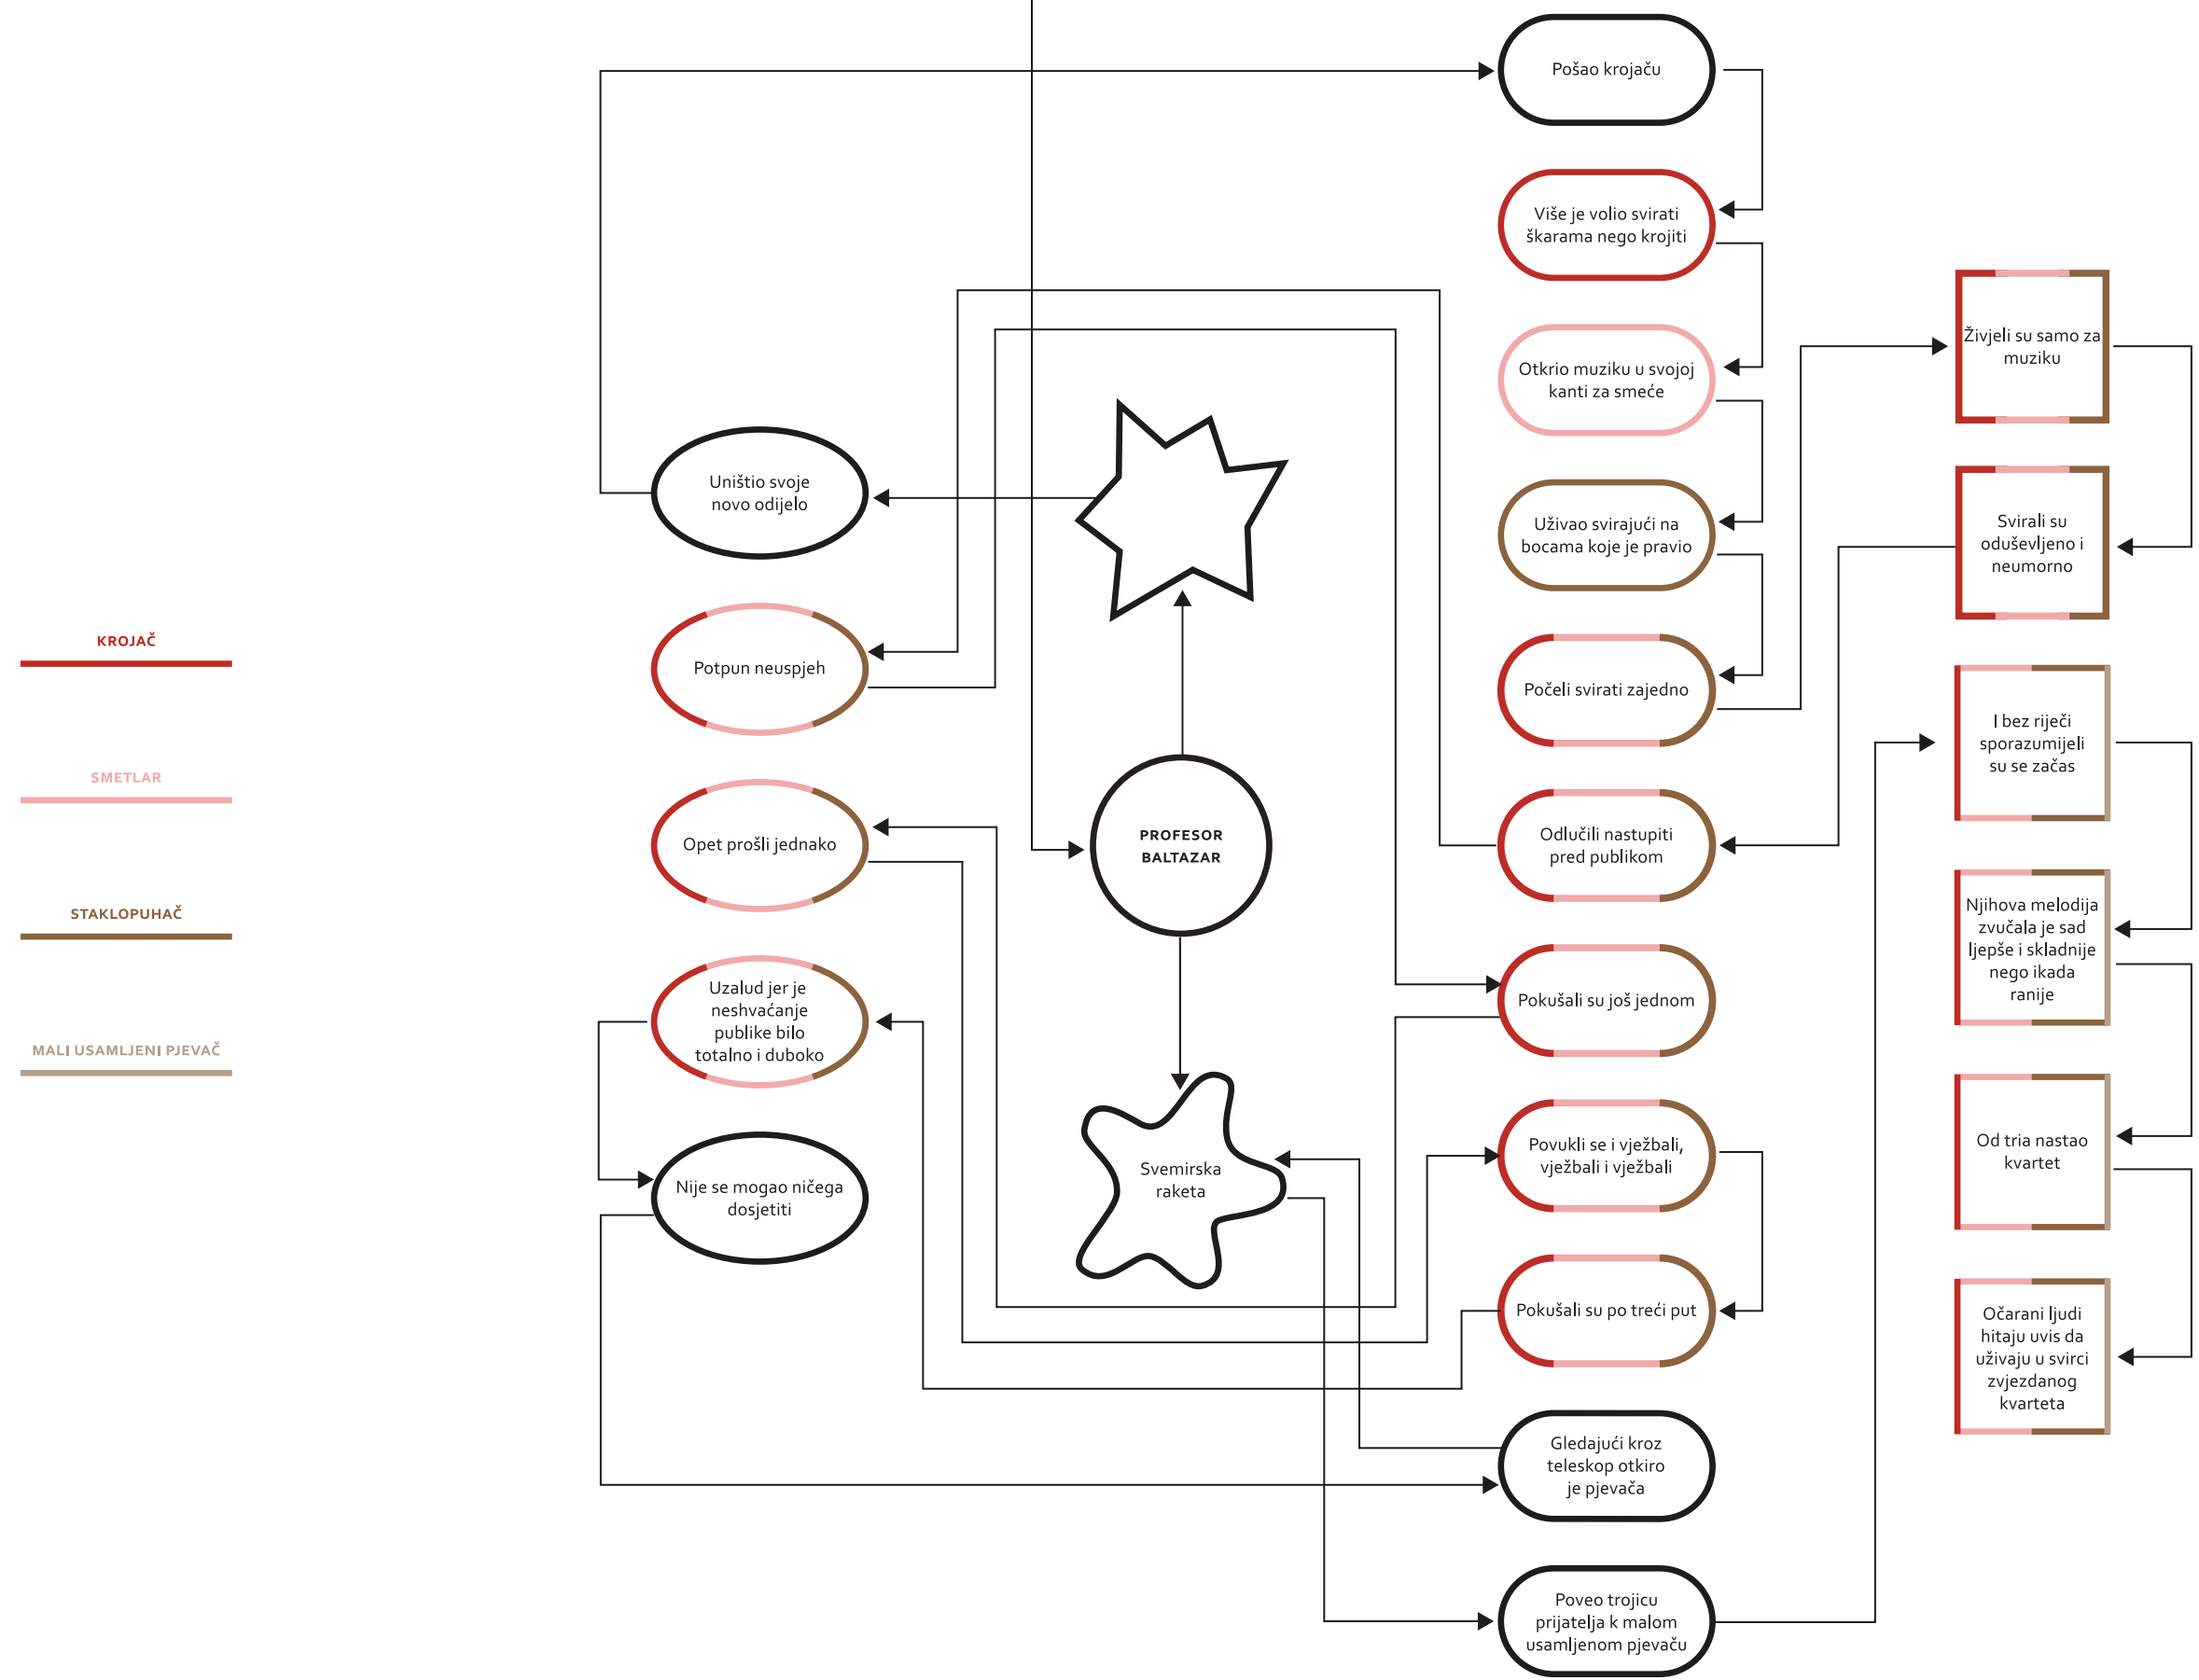 KROJAČ
SMETLAR
STAKLOPUHAČ
MALI USAMLJENI PJEVAČ
Uništio svoje
novo odijelo
Potpun neuspjeh
Opet prošli jednako
Uzalud jer je
neshvaćanje
publike bilo
totalno i duboko
Nije se mogao ničega
dosjetiti
PROFESOR
BALTAZAR
Svemirska
raketa
Pošao krojaču
Više je volio svirati
škarama nego krojiti
Otkrio muziku u svojoj
kanti za smeće
Uživao svirajući na
bocama koje je pravio
Počeli svirati zajedno
Odlučili nastupiti
pred publikom
Pokušali su još jednom
Povukli se i vježbali,
vježbali i vježbali
Pokušali su po treći put
Gledajući kroz
teleskop otkiro
je pjevača
Poveo trojicu
prijatelja k malom
usamljenom pjevaču
Živjeli su samo za
muziku
Svirali su
oduševljeno i
neumorno
I bez riječi
sporazumijeli
su se začas
Njihova melodija
zvučala je sad
ljepše i skladnije
nego ikada
ranije
Od tria nastao
kvartet
Očarani ljudi
hitaju uvis da
uživaju u svirci
zvjezdanog
kvarteta